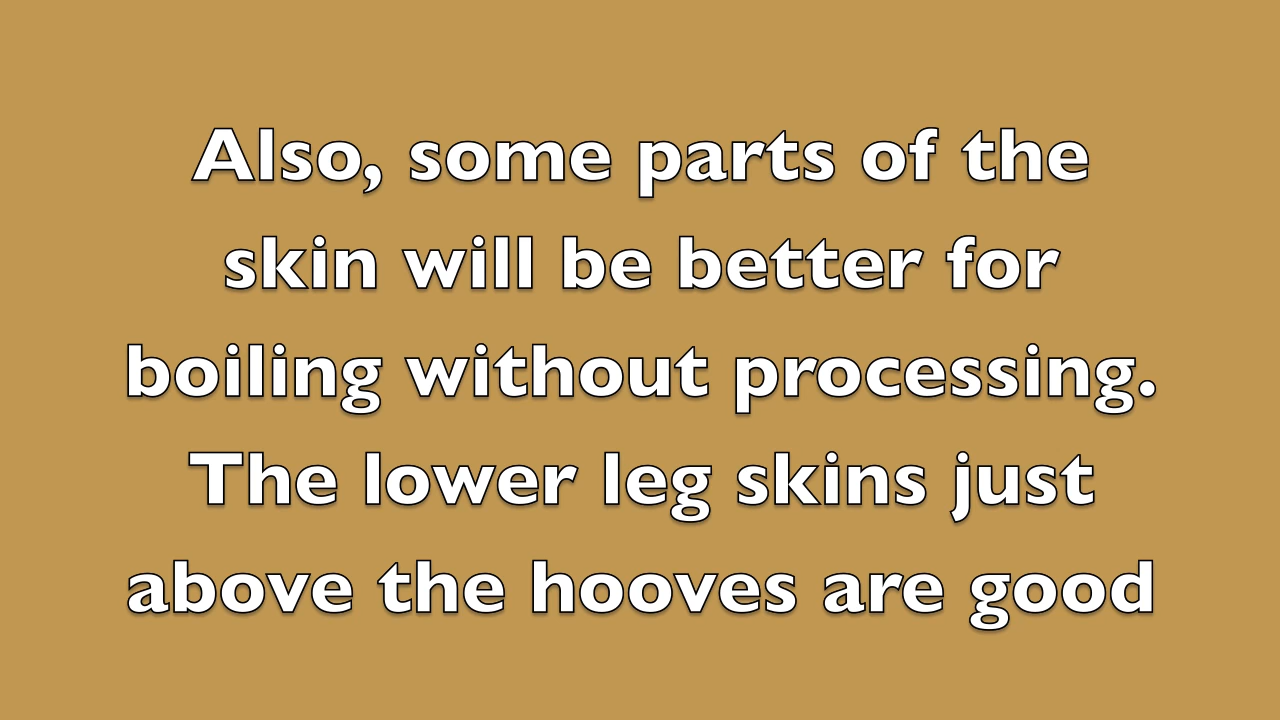 Also, some parts of the
skin will be better for
boiling without processing.
The lower leg skins just
above the hooves are good